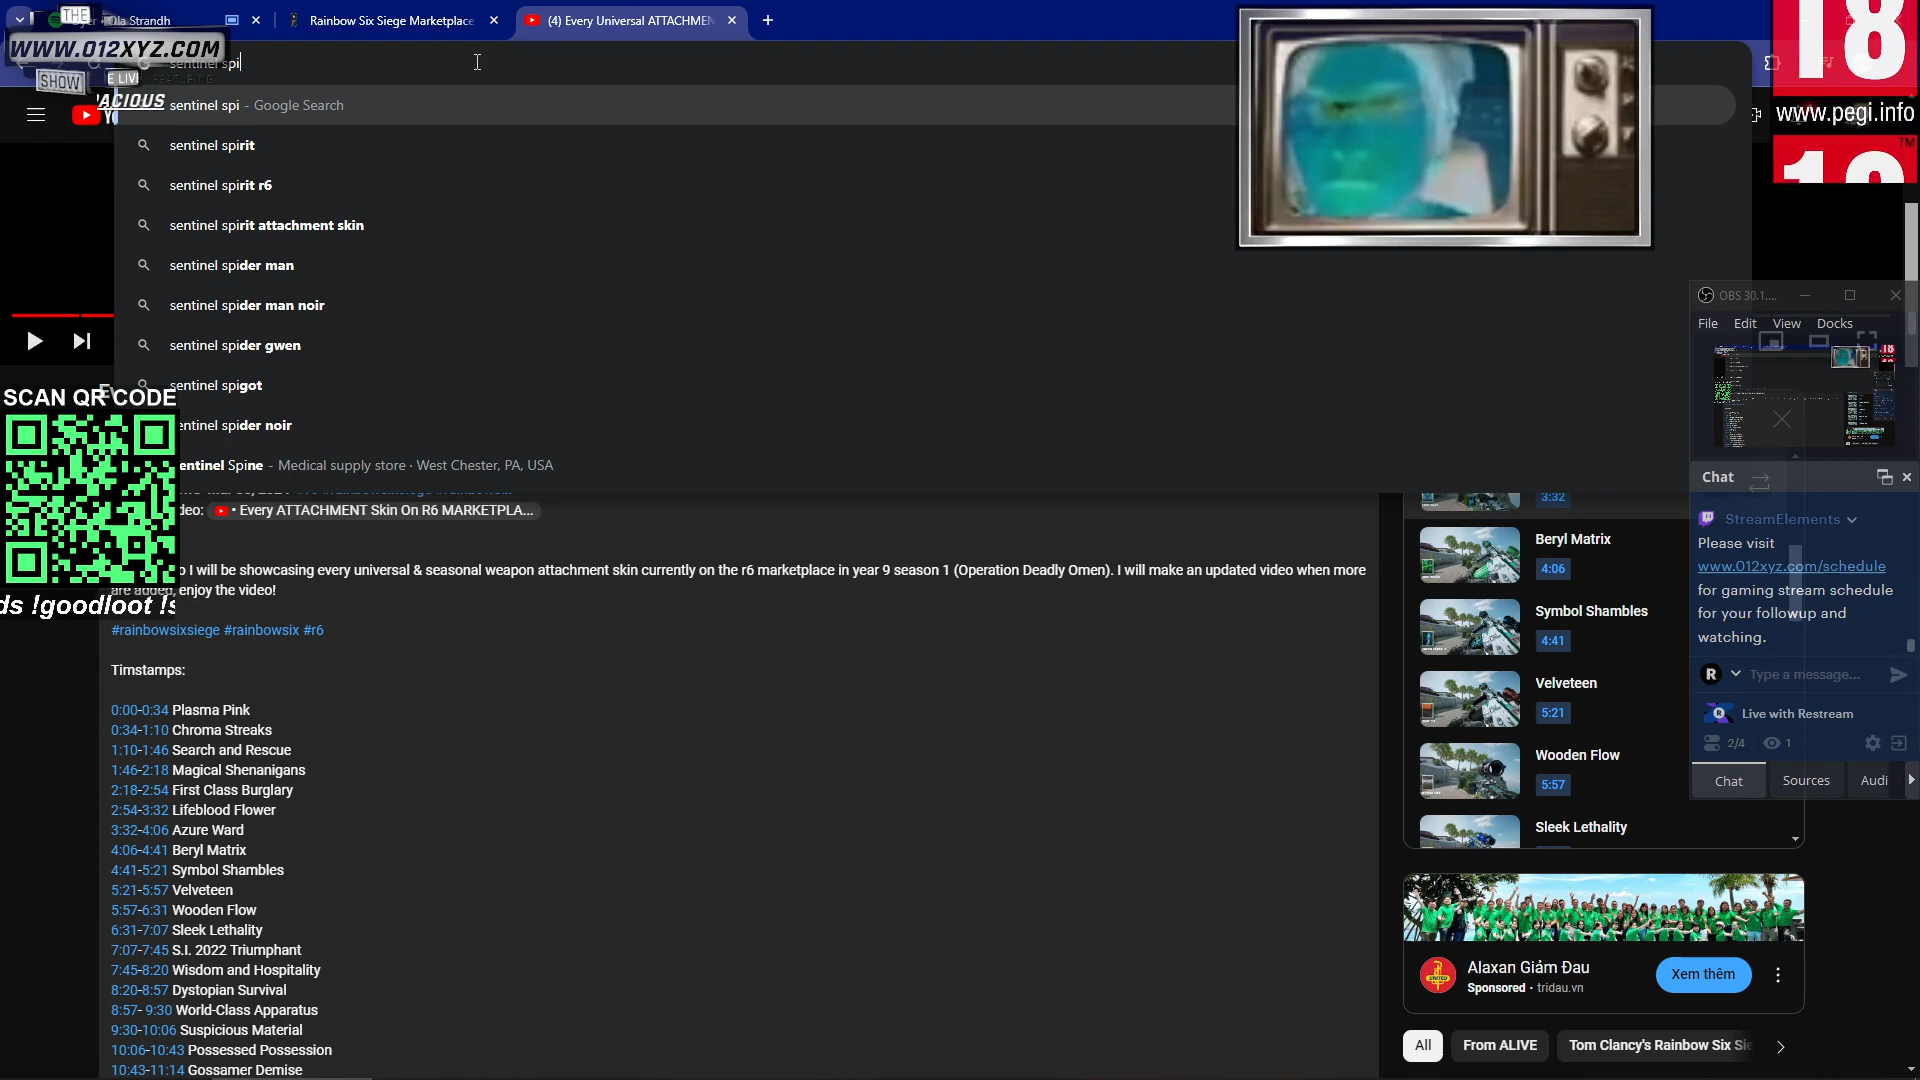 Ola Strandh
Rainbow Six Siege Marketplace
(4) Every Universal ATTACHMEN
THE
WWW.012XYZ.COM
SHOW
E LIVE
ACIOUS
sentinel spi
sentinel spi - Google Search
sentinel spirit
sentinel spirit r6
sentinel spirit attachment skin
sentinel spider man
sentinel spider man noir
sentinel spider gwen
sentinel spigot
entinel spider noir
entinel Spine - Medical supply store · West Chester, PA, USA
18
www.pegi.info
TM
OBS 30.1....
File Edit View Docks
SCAN QR CODE
ds !goodloot !s
deo: • Every ATTACHMENT Skin On R6 MARKETPLA...
o I will be showcasing every universal & seasonal weapon attachment skin currently on the r6 marketplace in year 9 season 1 (Operation Deadly Omen). I will make an updated video when more
are added, enjoy the video!
#rainbowsixsiege #rainbowsix #r6
Timstamps:
0:00-0:34 Plasma Pink
0:34-1:10 Chroma Streaks
1:10-1:46 Search and Rescue
1:46-2:18 Magical Shenanigans
2:18-2:54 First Class Burglary
2:54-3:32 Lifeblood Flower
3:32-4:06 Azure Ward
4:06-4:41 Beryl Matrix
4:41-5:21 Symbol Shambles
5:21-5:57 Velveteen
5:57-6:31 Wooden Flow
6:31-7:07 Sleek Lethality
7:07-7:45 S.I. 2022 Triumphant
7:45-8:20 Wisdom and Hospitality
8:20-8:57 Dystopian Survival
8:57- 9:30 World-Class Apparatus
9:30-10:06 Suspicious Material
10:06-10:43 Possessed Possession
10:43-11:14 Gossamer Demise
3:32
Beryl Matrix
4:06
Symbol Shambles
4:41
Velveteen
5:21
Wooden Flow
5:57
Sleek Lethality
Chat
StreamElements
Please visit
www.012xyz.com/schedule
for gaming stream schedule
for your followup and
watching.
R
Type a message...
Live with Restream
2/4 1
Chat Sources Audi
Alaxan Giảm Đau
Sponsored · tridau.vn
Xem thêm
All
From ALIVE
Tom Clancy's Rainbow Six Sie